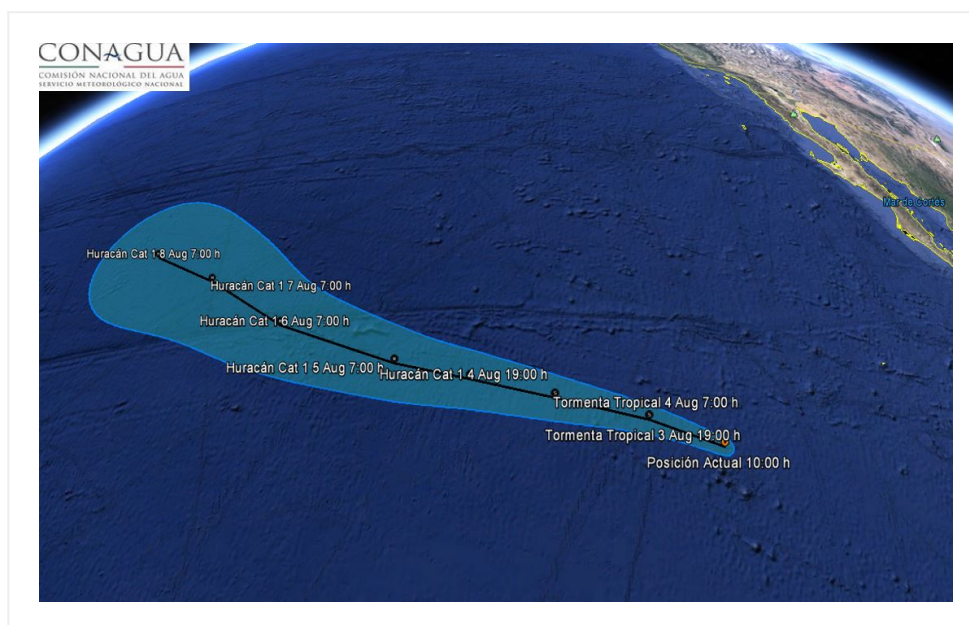 CONAGUA
COMISIÓN NACIONAL DEL AGUA
SERVICIO METEOROLÓGICO NACIONAL
Mar de Cortés
Huracán Cat 1 8 Aug 7:00 h
Huracán Cat 1 7 Aug 7:00 h
Huracán Cat 1 6 Aug 7:00 h
Huracán Cat 1 5 Aug 7:00 h
Huracán Cat 1 4 Aug 19:00 h
Tormenta Tropical 4 Aug 7:00 h
Tormenta Tropical 3 Aug 19:00 h
Posición Actual 10:00 h